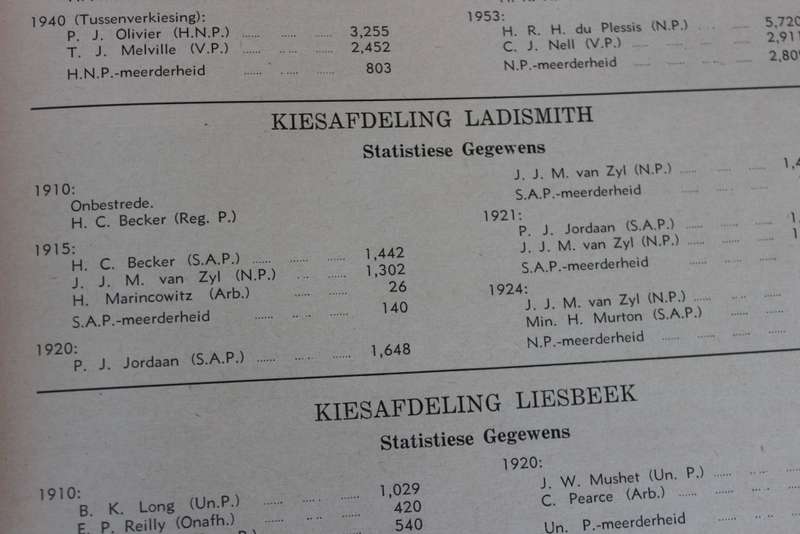 1940 (Tussenverkiesing):
P. J. Olivier (H.N.P.) 3,255
T. J. Melville (V.P.) 2,452
H.N.P.-meerderheid 803
1953:
H. R. H. du Plessis (N.P.) 5,720
C. J. Nell (V.P.)
N.P.-meerderheid
KIESAFDELING LADISMITH
Statistiese Gegewens
1910:
Onbestrede.
H. C. Becker (Reg. P.)
1915:
H. C. Becker (S.A.P.) 1,442
J. J. M. van Zyl (N.P.) 1,302
H. Marincowitz (Arb.) 26
S.A.P.-meerderheid 140
1920:
P. J. Jordaan (S.A.P.) 1,648
J. J. M. van Zyl (N.P.)
S.A.P.-meerderheid
1921:
P. J. Jordaan (S.A.P.)
J. J. M. van Zyl (N.P.)
S.A.P.-meerderheid
1924:
J. J. M. van Zyl (N.P.)
Min. H. Murton (S.A.P.)
N.P.-meerderheid
KIESAFDELING LIESBEEK
Statistiese Gegewens
1910:
B. K. Long (Un.P.) 1,029
E. P. Reilly (Onafh.) 420
540
1920:
J. W. Mushet (Un. P.)
C. Pearce (Arb.)
Un. P.-meerderheid